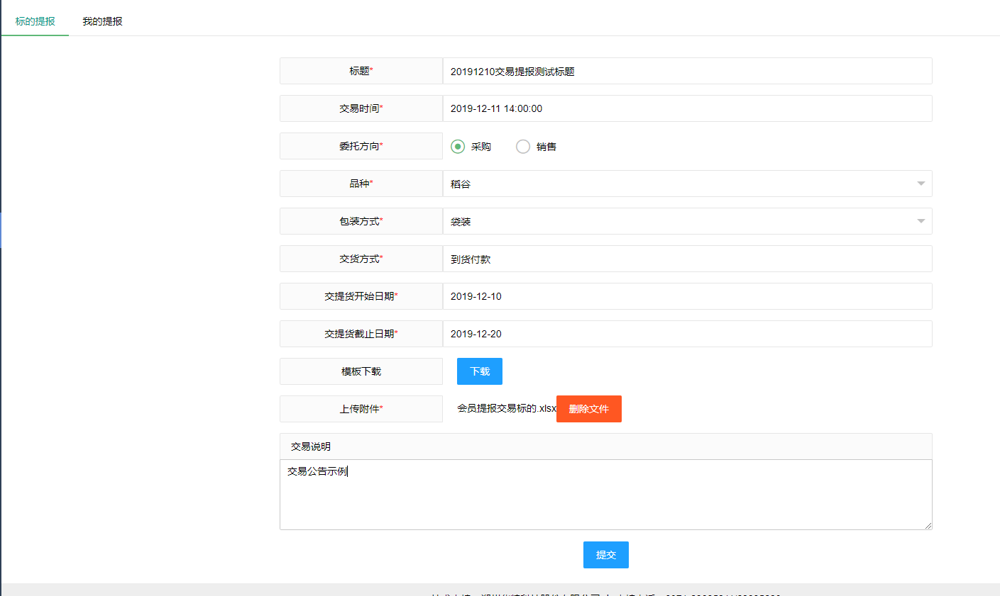 标的提报 我的提报
标题* 20191210交易提报测试标题
交易时间* 2019-12-11 14:00:00
委托方向* 采购 销售
品种* 稻谷
包装方式* 袋装
交货方式* 到货付款
交提货开始日期* 2019-12-10
交提货截止日期* 2019-12-20
模板下载 下载
上传附件* 会员提报交易标的.xlsx 删除文件
交易说明
交易公告示例
提交